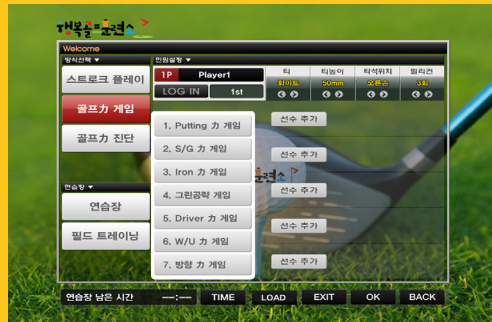 행복골프훈련소
Welcome
방식선택 ▼
인원설정 ▼
스트로크 플레이
골프力 게임
골프力 진단
연습장 ▼
연습장
필드 트레이닝
1P Player1
LOG IN 1st
티 티높이 타석위치 멀리건
화이트 50mm 오른손 3회
1. Putting 力 게임
2. S/G 力 게임
3. Iron 力 게임
4. 그린공략 게임
5. Driver 力 게임
6. W/U 力 게임
7. 방향 力 게임
선수 추가
선수 추가
선수 추가
선수 추가
선수 추가
훈련소
연습장 남은 시간 --:-- TIME LOAD EXIT OK BACK